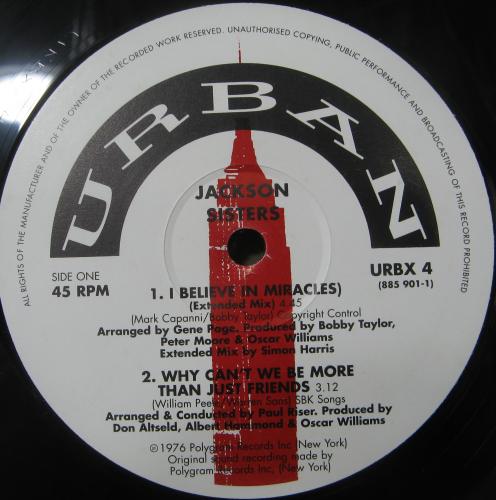 ALL RIGHTS OF THE MANUFACTURER AND OF THE OWNER OF THE RECORDED WORK RESERVED. UNAUTHORISED COPYING, PUBLIC PERFORMANCE AND BROADCASTING OF THIS RECORD PROHIBITED
URBAN
JACKSON
SISTERS
SIDE ONE
45 RPM
URBX 4
(885 901-1)
1. I BELIEVE IN MIRACLES)
(Extended Mix) 4.45
(Mark Capanni/Bobby Taylor) Copyright Control
Arranged by Gene Page. Produced by Bobby Taylor,
Peter Moore & Oscar Williams
Extended Mix by Simon Harris
2. WHY CAN'T WE BE MORE
THAN JUST FRIENDS 3.12
(William Peele/Warren Sans) SBK Songs
Arranged & Conducted by Paul Riser. Produced by
Don Altseld, Albert Hammond & Oscar Williams
℗ 1976 Polygram Records Inc (New York)
Original sound recording made by
Polygram Records Inc, (New York)